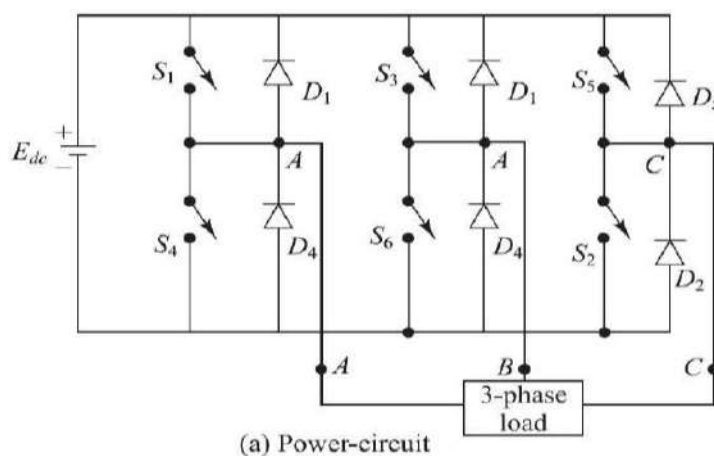 S1
D1
S3
D1
S5
+
Edc
−
A
A
C
S4
D4
S6
D4
S2
D2
A
B
C
3-phase
load
(a) Power-circuit